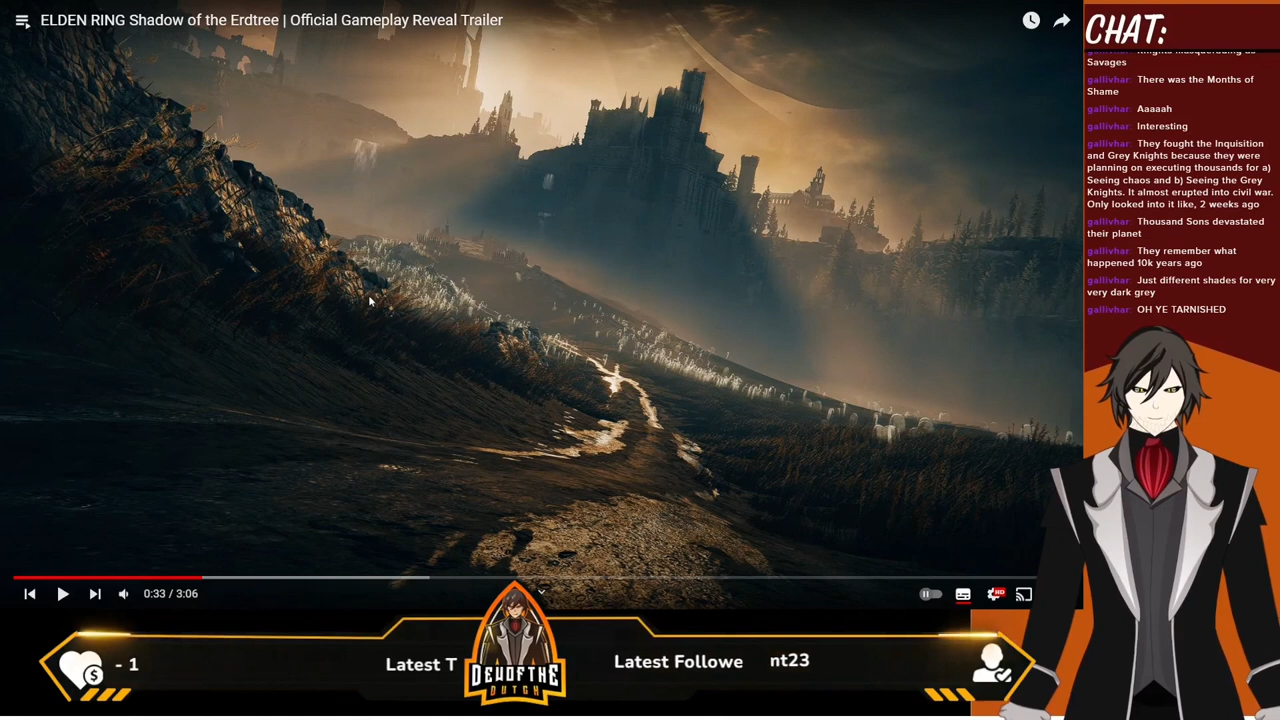 ELDEN RING Shadow of the Erdtree | Official Gameplay Reveal Trailer
CHAT:
Savages
gallivhar: There was the Months of
Shame
gallivhar: Aaaaah
gallivhar: Interesting
gallivhar: They fought the Inquisition
and Grey Knights because they were
planning on executing thousands for a)
Seeing chaos and b) Seeing the Grey
Knights. It almost erupted into civil war.
Only looked into it like, 2 weeks ago
gallivhar: Thousand Sons devastated
their planet
gallivhar: They remember what
happened 10k years ago
gallivhar: Just different shades for very
very dark grey
gallivhar: OH YE TARNISHED
0:33 / 3:06
HD
- 1
Latest T
DEWOFTHE
DUTCH
Latest Followe
nt23